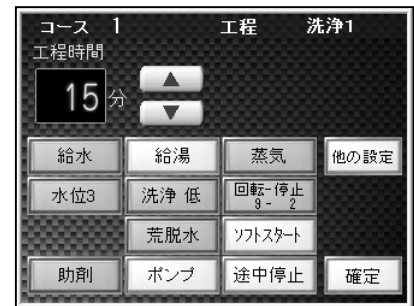 コース 1 工程 洗浄1
工程時間
15分
▲
▼
給水 給湯 蒸気 他の設定
水位3 洗浄 低 回転-停止
9 - 2
荒脱水 ソフトスタート
助剤 ポンプ 途中停止 確定